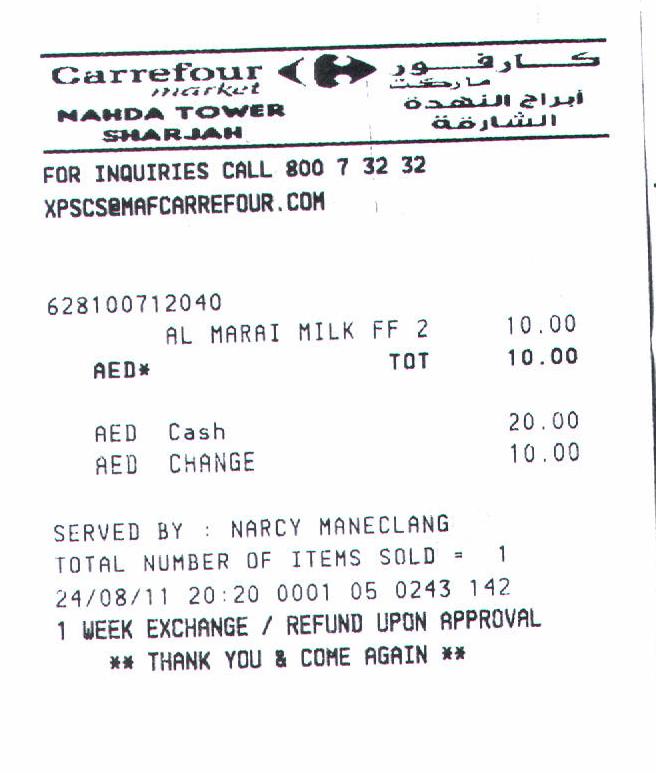 Carrefour
market
NAHDA TOWER
SHARJAH
كارفور
ماركت
أبراج النهدة
الشارقة
FOR INQUIRIES CALL 800 7 32 32
XPSCS@MAFCARREFOUR.COM
628100712040
AL MARAI MILK FF 2 10.00
AED* TOT 10.00
AED Cash 20.00
AED CHANGE 10.00
SERVED BY : NARCY MANECLANG
TOTAL NUMBER OF ITEMS SOLD = 1
24/08/11 20:20 0001 05 0243 142
1 WEEK EXCHANGE / REFUND UPON APPROVAL
** THANK YOU & COME AGAIN **